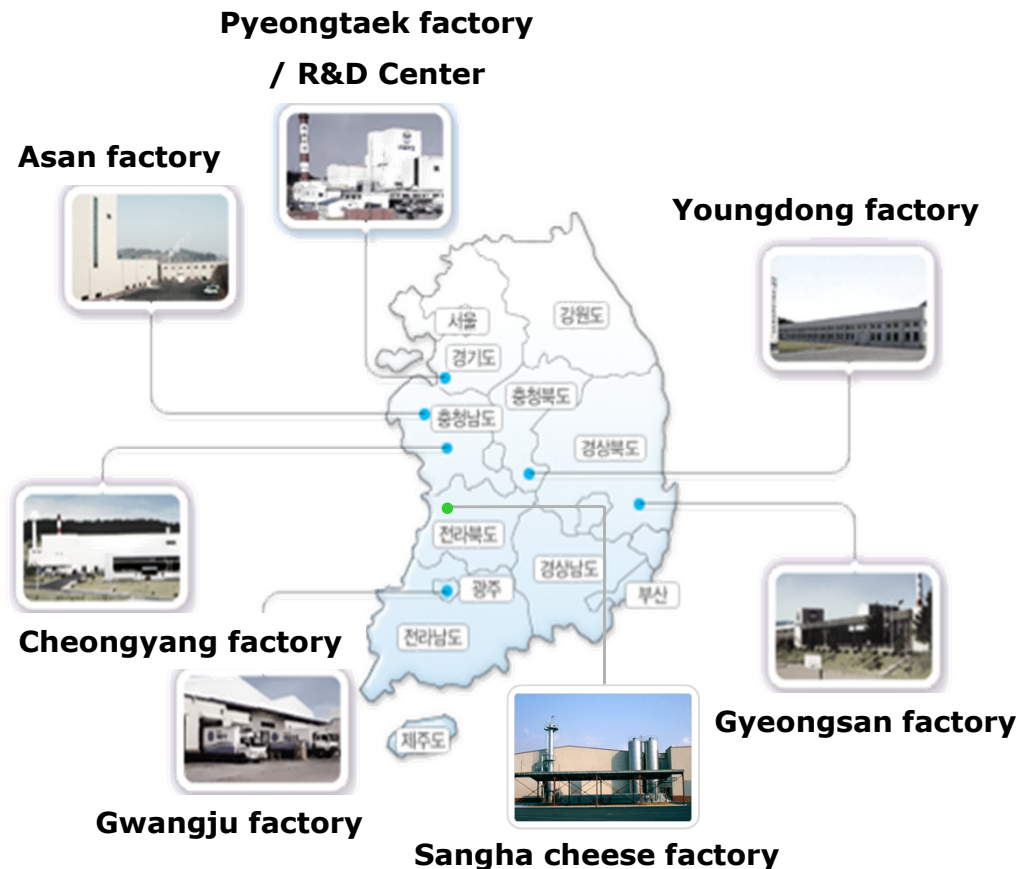 Pyeongtaek factory
/ R&D Center
Asan factory
Youngdong factory
서울
강원도
경기도
충청북도
충청남도
경상북도
전라북도
경상남도
광주
부산
전라남도
Cheongyang factory
제주도
Gyeongsan factory
Gwangju factory
Sangha cheese factory